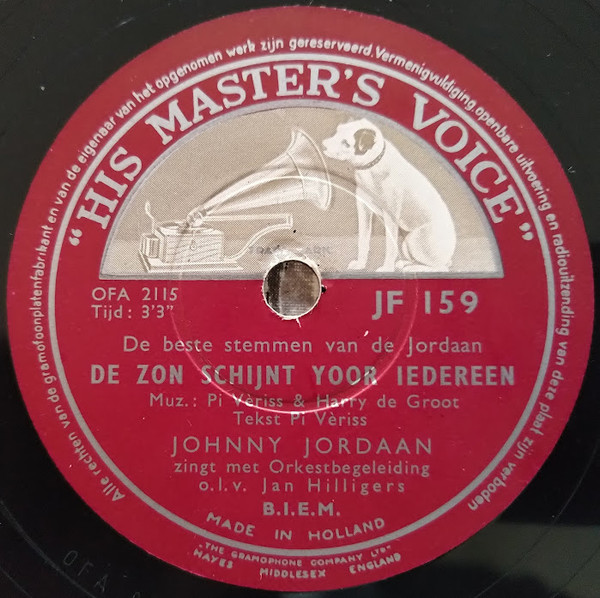 Alle rechten van de gramofoonplatenfabrikant en van de eigenaar van het opgenomen werk zijn gereserveerd. Vermenigvuldiging, openbare uitvoering en radiouitzending van deze plaat zijn verboden
"HIS MASTER'S VOICE"
TRADE MARK
OFA 2115
JF 159
Tijd: 3'3"
De beste stemmen van de Jordaan
DE ZON SCHIJNT VOOR IEDEREEN
Muz.: Pi Vèriss & Harry de Groot
Tekst Pi Vèriss
JOHNNY JORDAAN
zingt met Orkestbegeleiding
o.l.v. Jan Hilligers
B.I.E.M.
MADE IN HOLLAND
"THE GRAMOPHONE COMPANY LTD"
HAYES MIDDLESEX ENGLAND
OFA